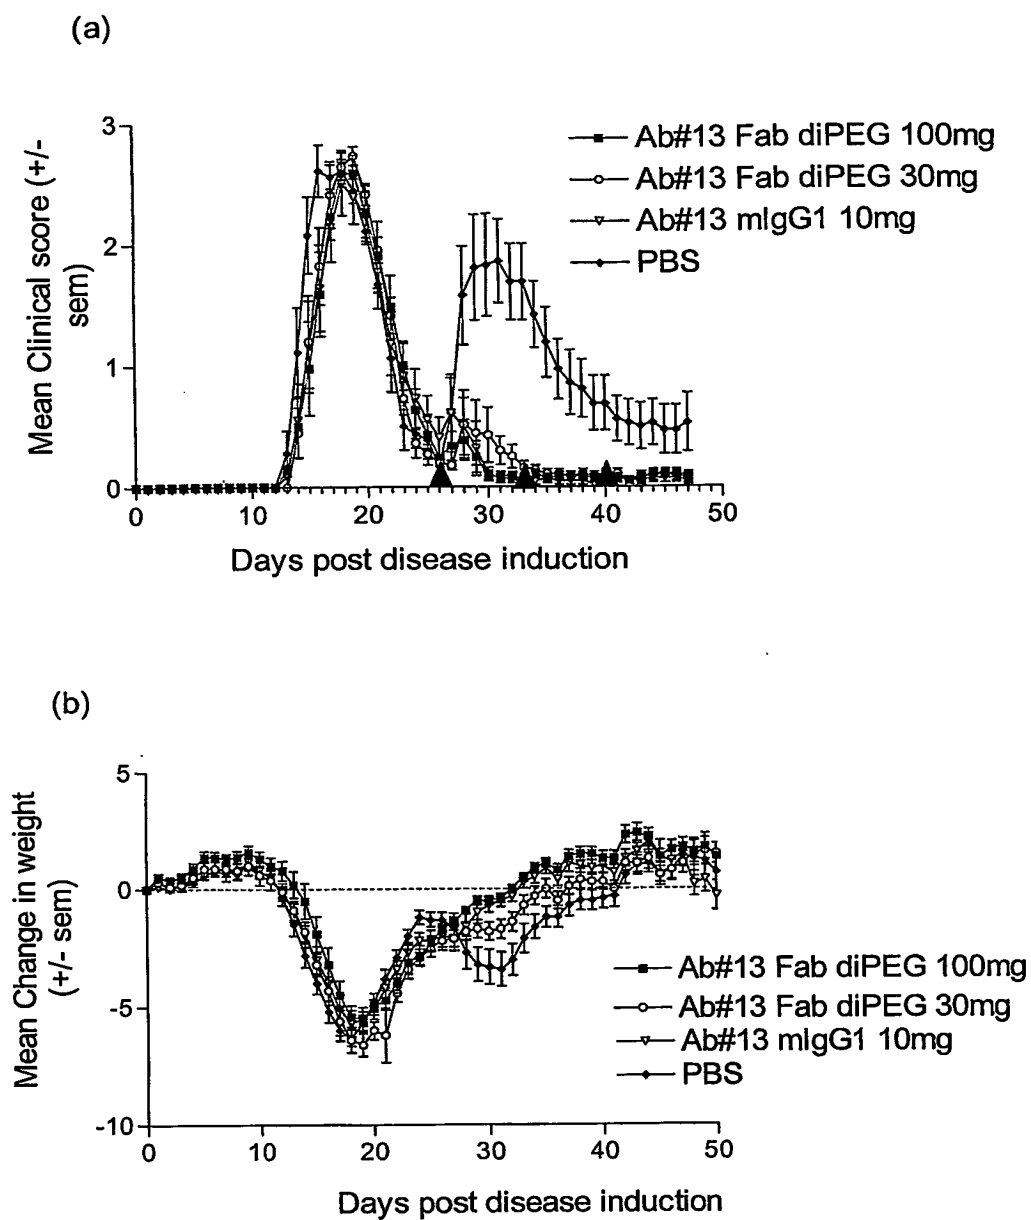 (a)
Mean Clinical score (+/-
sem)
3
2
1
0
0
10
20
30
40
50
Days post disease induction
Ab#13 Fab diPEG 100mg
Ab#13 Fab diPEG 30mg
Ab#13 mIgG1 10mg
PBS
(b)
Mean Change in weight
(+/- sem)
5
0
-5
-10
0
10
20
30
40
50
Days post disease induction
Ab#13 Fab diPEG 100mg
Ab#13 Fab diPEG 30mg
Ab#13 mIgG1 10mg
PBS